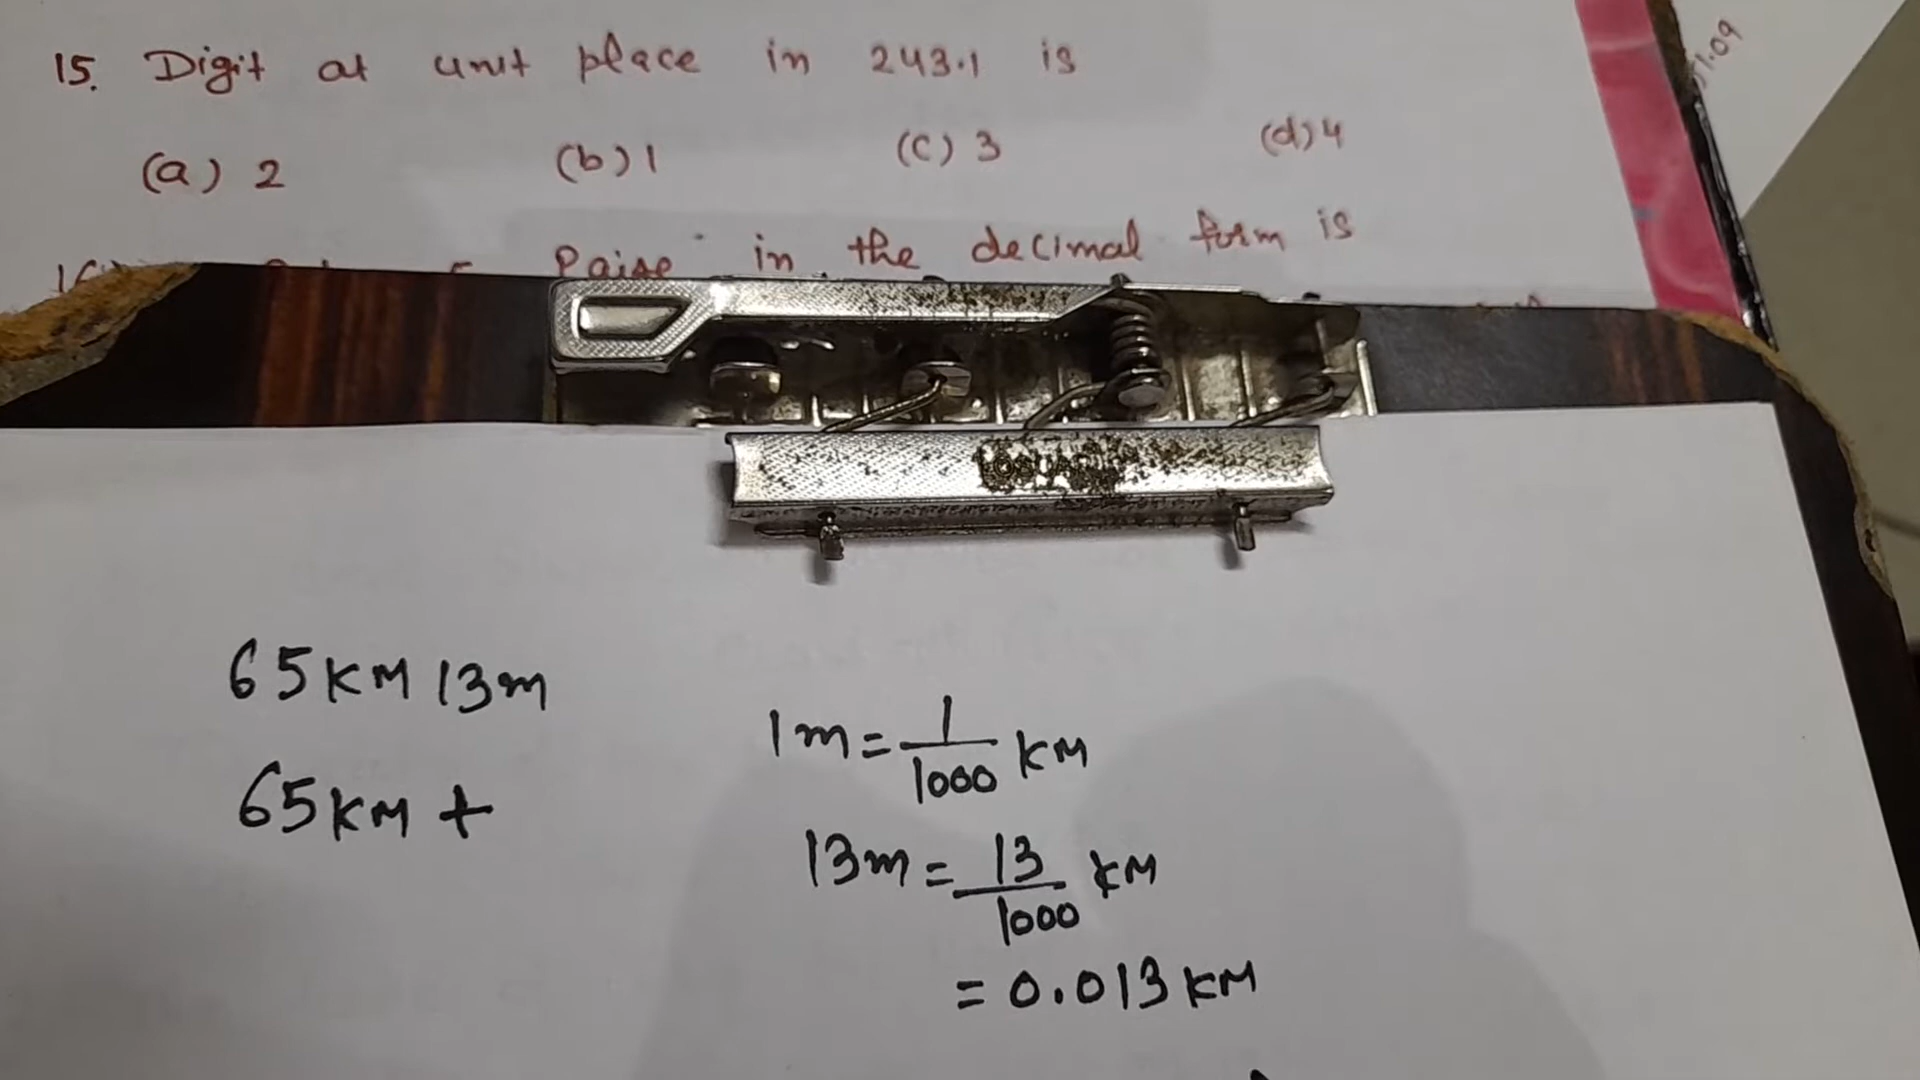 15. Digit at unit place in 243.1 is
(a) 2 (b) 1 (c) 3 (d) 4
Paise in the decimal form is
65 KM 13m
65 KM +
1m = 1/1000 KM
13m = 13/1000 KM
= 0.013 KM